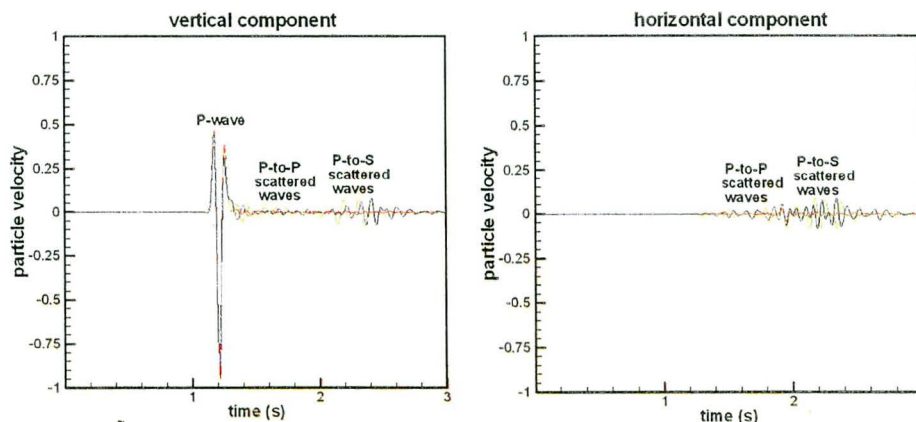 vertical component
1
0.75
0.5
0.25
0
-0.25
-0.5
-0.75
-1
particle velocity
P-wave
P-to-P
scattered
waves
P-to-S
scattered
waves
1
2
3
time (s)
horizontal component
1
0.75
0.5
0.25
0
-0.25
-0.5
-0.75
-1
particle velocity
P-to-P
scattered
waves
P-to-S
scattered
waves
1
2
time (s)